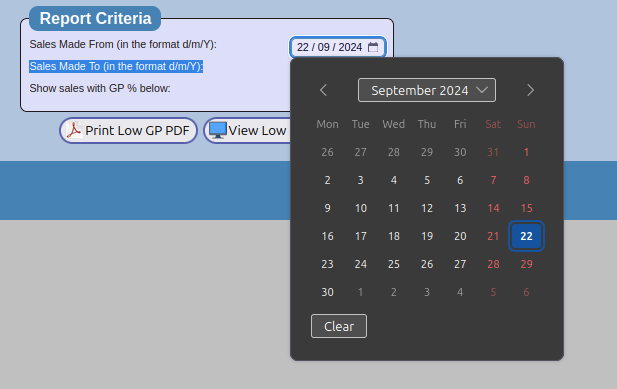 Report Criteria
Sales Made From (in the format d/m/Y):
22 / 09 / 2024
Sales Made To (in the format d/m/Y):
Show sales with GP % below:
Print Low GP PDF
View Low
September 2024
Mon Tue Wed Thu Fri Sat Sun
26 27 28 29 30 31 1
2 3 4 5 6 7 8
9 10 11 12 13 14 15
16 17 18 19 20 21 22
23 24 25 26 27 28 29
30 1 2 3 4 5 6
Clear